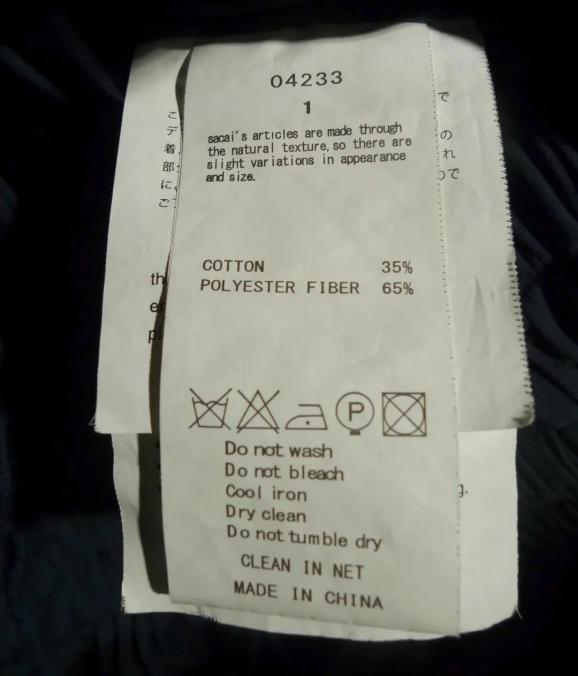 04233
1
sacai's articles are made through
the natural texture, so there are
slight variations in appearance
and size.
COTTON 35%
POLYESTER FIBER 65%
P
Do not wash
Do not bleach
Cool iron
Dry clean
Do not tumble dry
CLEAN IN NET
MADE IN CHINA